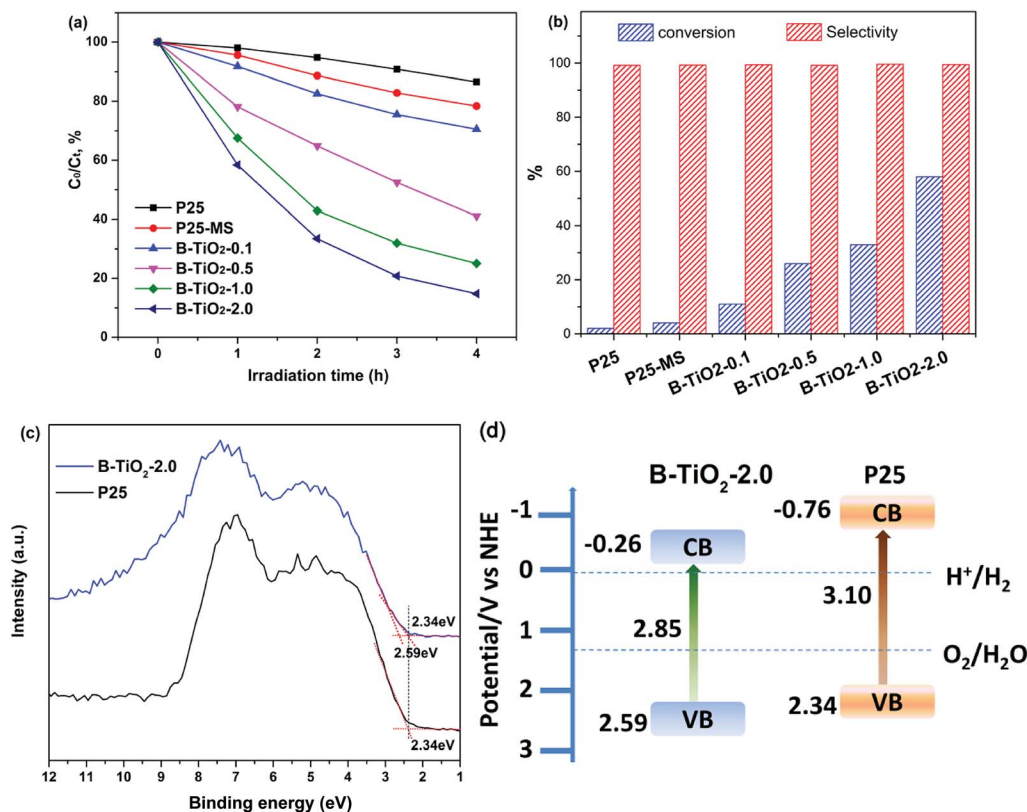 (a)
100
80
60
40
20
0
C₀/Cₜ, %
P25
P25-MS
B-TiO₂-0.1
B-TiO₂-0.5
B-TiO₂-1.0
B-TiO₂-2.0
0 1 2 3 4
Irradiation time (h)
(b)
conversion Selectivity
100
80
60
40
20
0
%
P25
P25-MS
B-TiO2-0.1
B-TiO2-0.5
B-TiO2-1.0
B-TiO2-2.0
(c)
B-TiO₂-2.0
P25
Intensity (a.u.)
2.34eV
2.59eV
2.34eV
12 11 10 9 8 7 6 5 4 3 2 1
Binding energy (eV)
(d)
B-TiO₂-2.0 P25
Potential/V vs NHE
-1
0
1
2
3
-0.76 CB
-0.26 CB
H⁺/H₂
2.85 3.10
O₂/H₂O
2.59 VB
2.34 VB